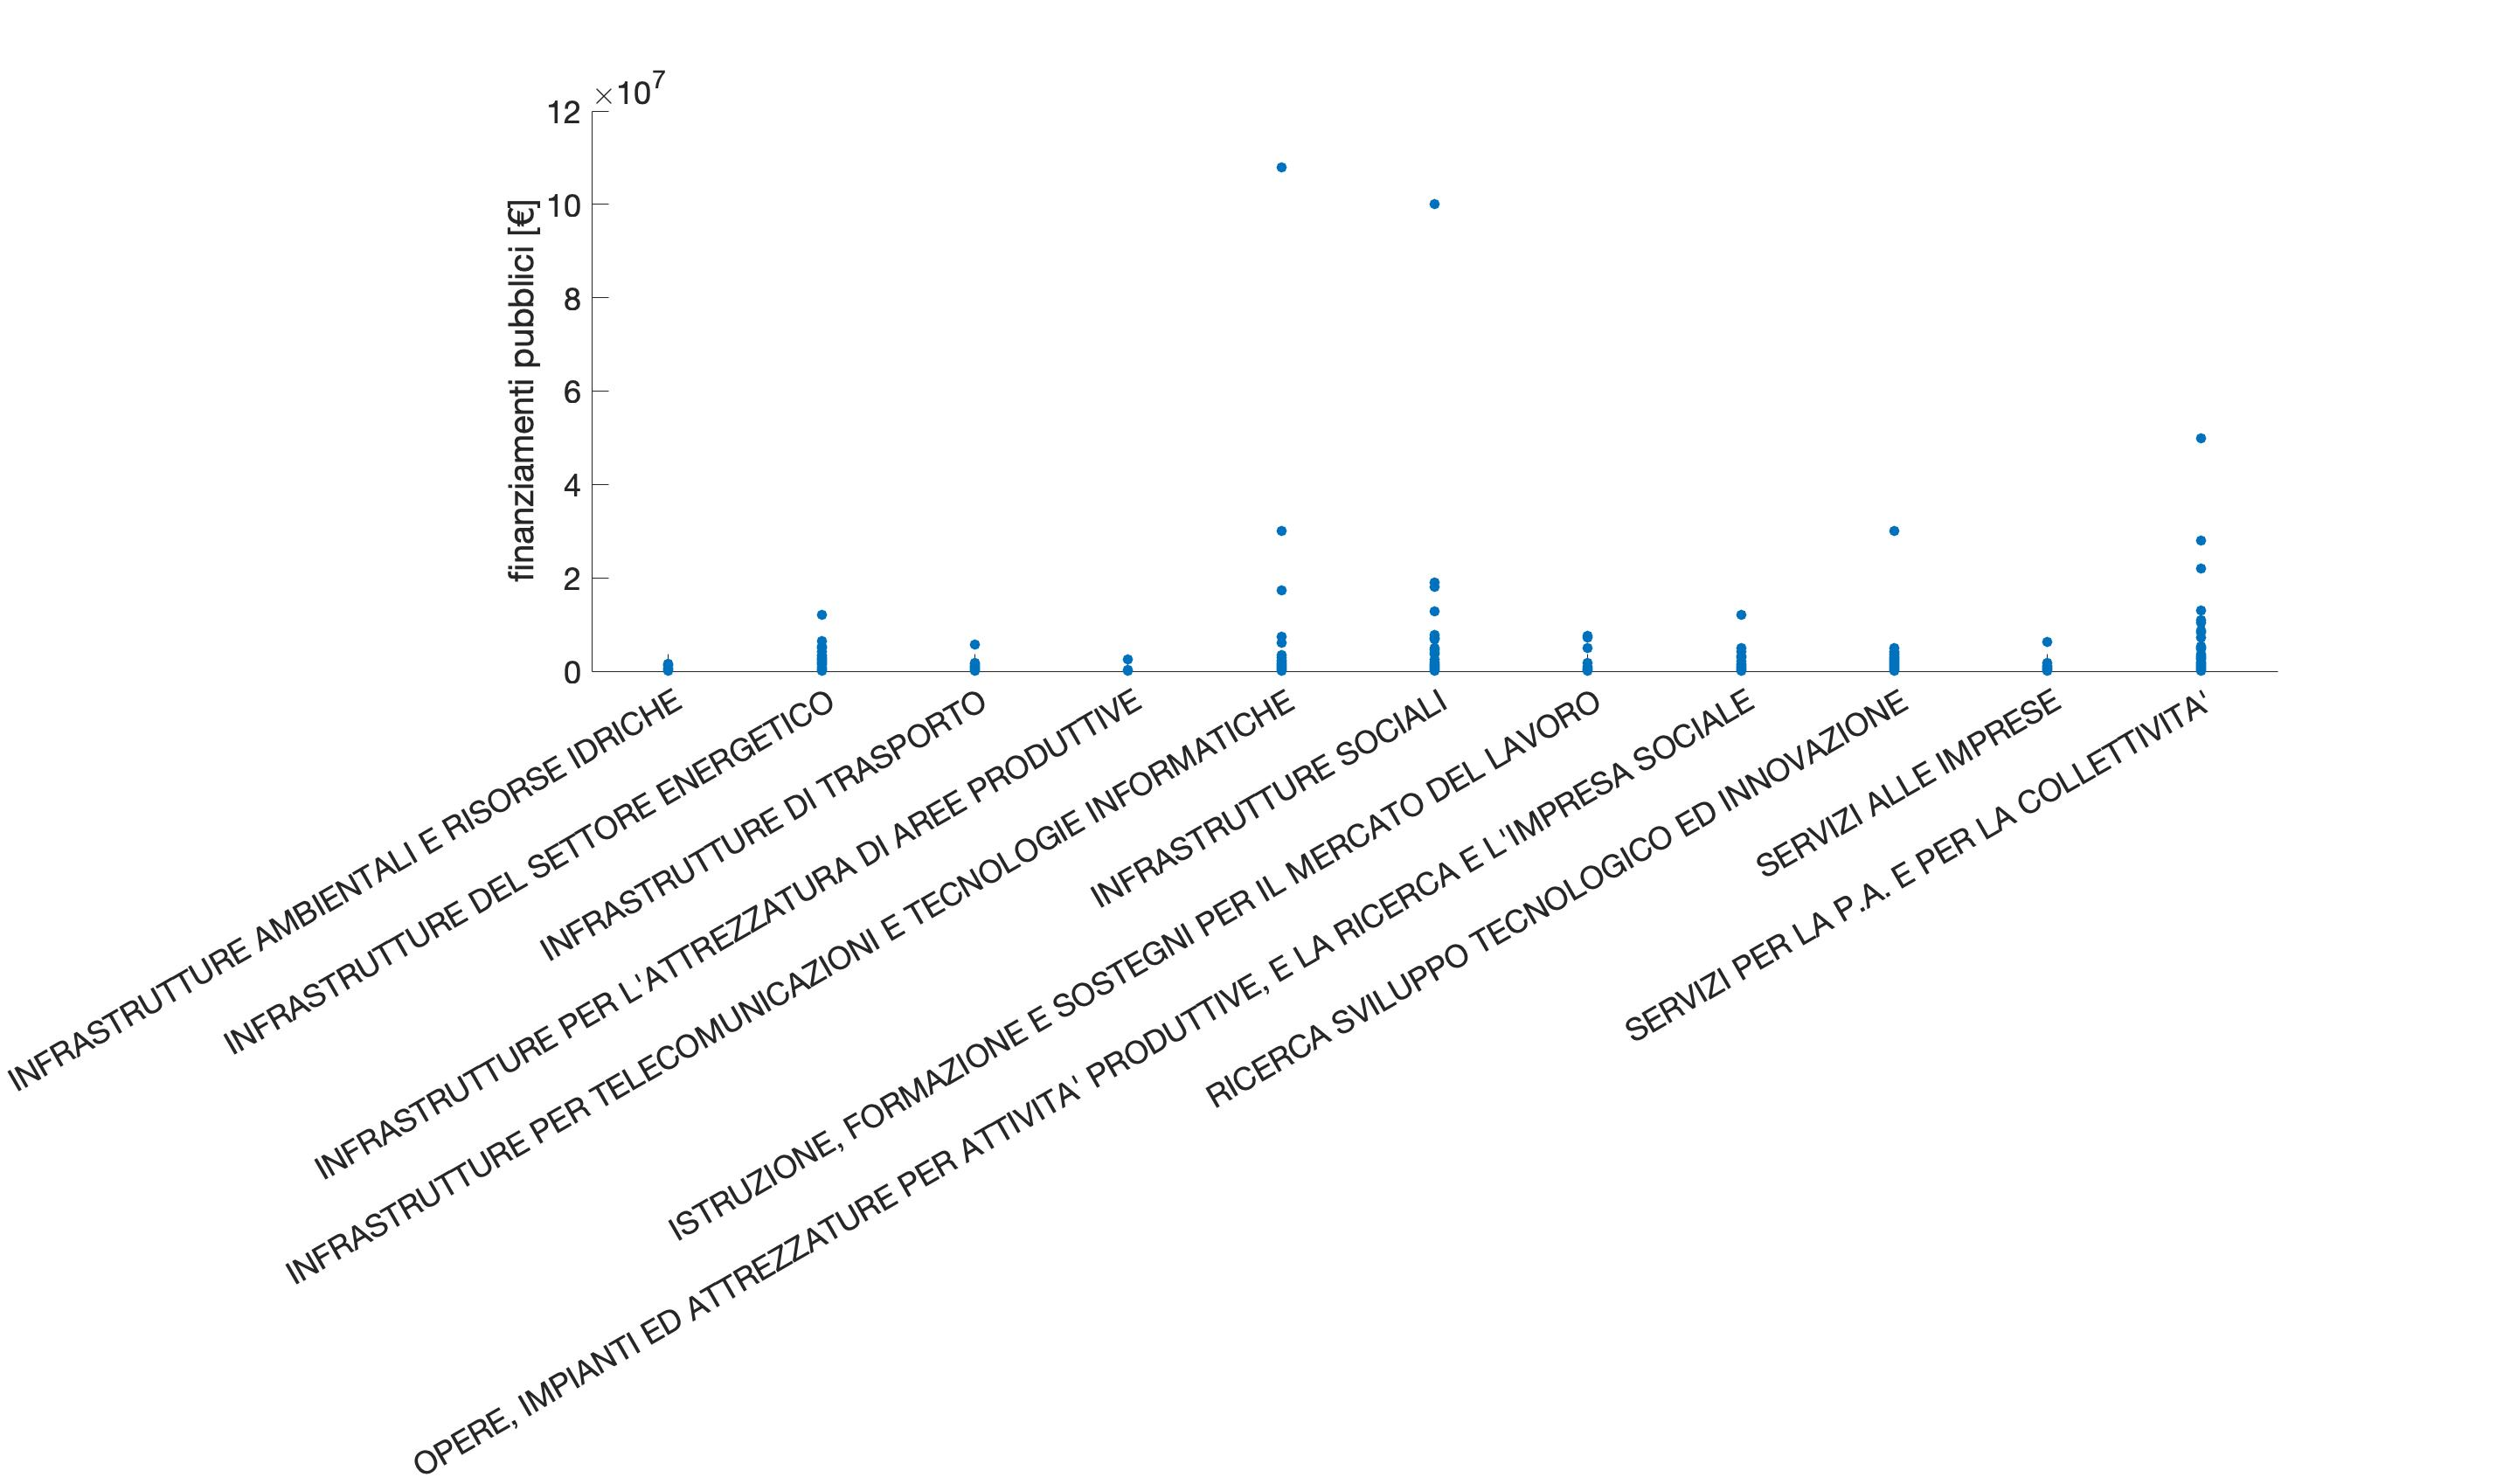 ×10⁷
12
10
8
6
4
2
0
finanziamenti pubblici [€]
INFRASTRUTTURE AMBIENTALI E RISORSE IDRICHE
INFRASTRUTTURE DEL SETTORE ENERGETICO
INFRASTRUTTURE DI TRASPORTO
INFRASTRUTTURE PER L'ATTREZZATURA DI AREE PRODUTTIVE
INFRASTRUTTURE PER TELECOMUNICAZIONI E TECNOLOGIE INFORMATICHE
INFRASTRUTTURE SOCIALI
ISTRUZIONE, FORMAZIONE E SOSTEGNI PER IL MERCATO DEL LAVORO
OPERE, IMPIANTI ED ATTREZZATURE PER ATTIVITA' PRODUTTIVE, E LA RICERCA E L'IMPRESA SOCIALE
RICERCA SVILUPPO TECNOLOGICO ED INNOVAZIONE
SERVIZI ALLE IMPRESE
SERVIZI PER LA P.A. E PER LA COLLETTIVITA'